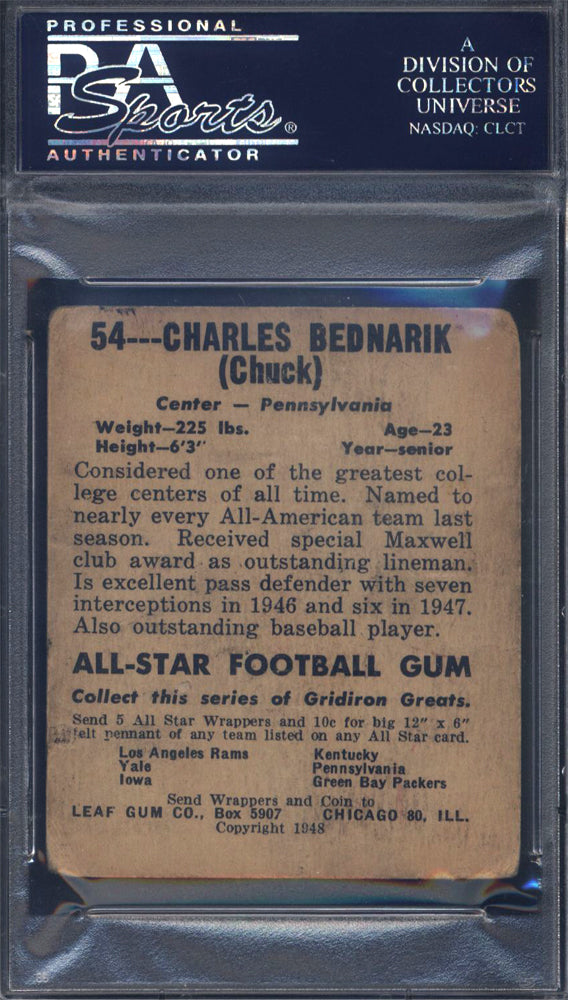 PROFESSIONAL
PSA
Sports®
AUTHENTICATOR
A
DIVISION OF
COLLECTORS
UNIVERSE
NASDAQ: CLCT
54---CHARLES BEDNARIK
(Chuck)
Center — Pennsylvania
Weight—225 lbs. Age—23
Height—6'3" Year—senior
Considered one of the greatest col-
lege centers of all time. Named to
nearly every All-American team last
season. Received special Maxwell
club award as outstanding lineman.
Is excellent pass defender with seven
interceptions in 1946 and six in 1947.
Also outstanding baseball player.
ALL-STAR FOOTBALL GUM
Collect this series of Gridiron Greats.
Send 5 All Star Wrappers and 10c for big 12" x 6"
felt pennant of any team listed on any All Star card.
Los Angeles Rams Kentucky
Yale Pennsylvania
Iowa Green Bay Packers
Send Wrappers and Coin to
LEAF GUM CO., Box 5907 CHICAGO 80, ILL.
Copyright 1948